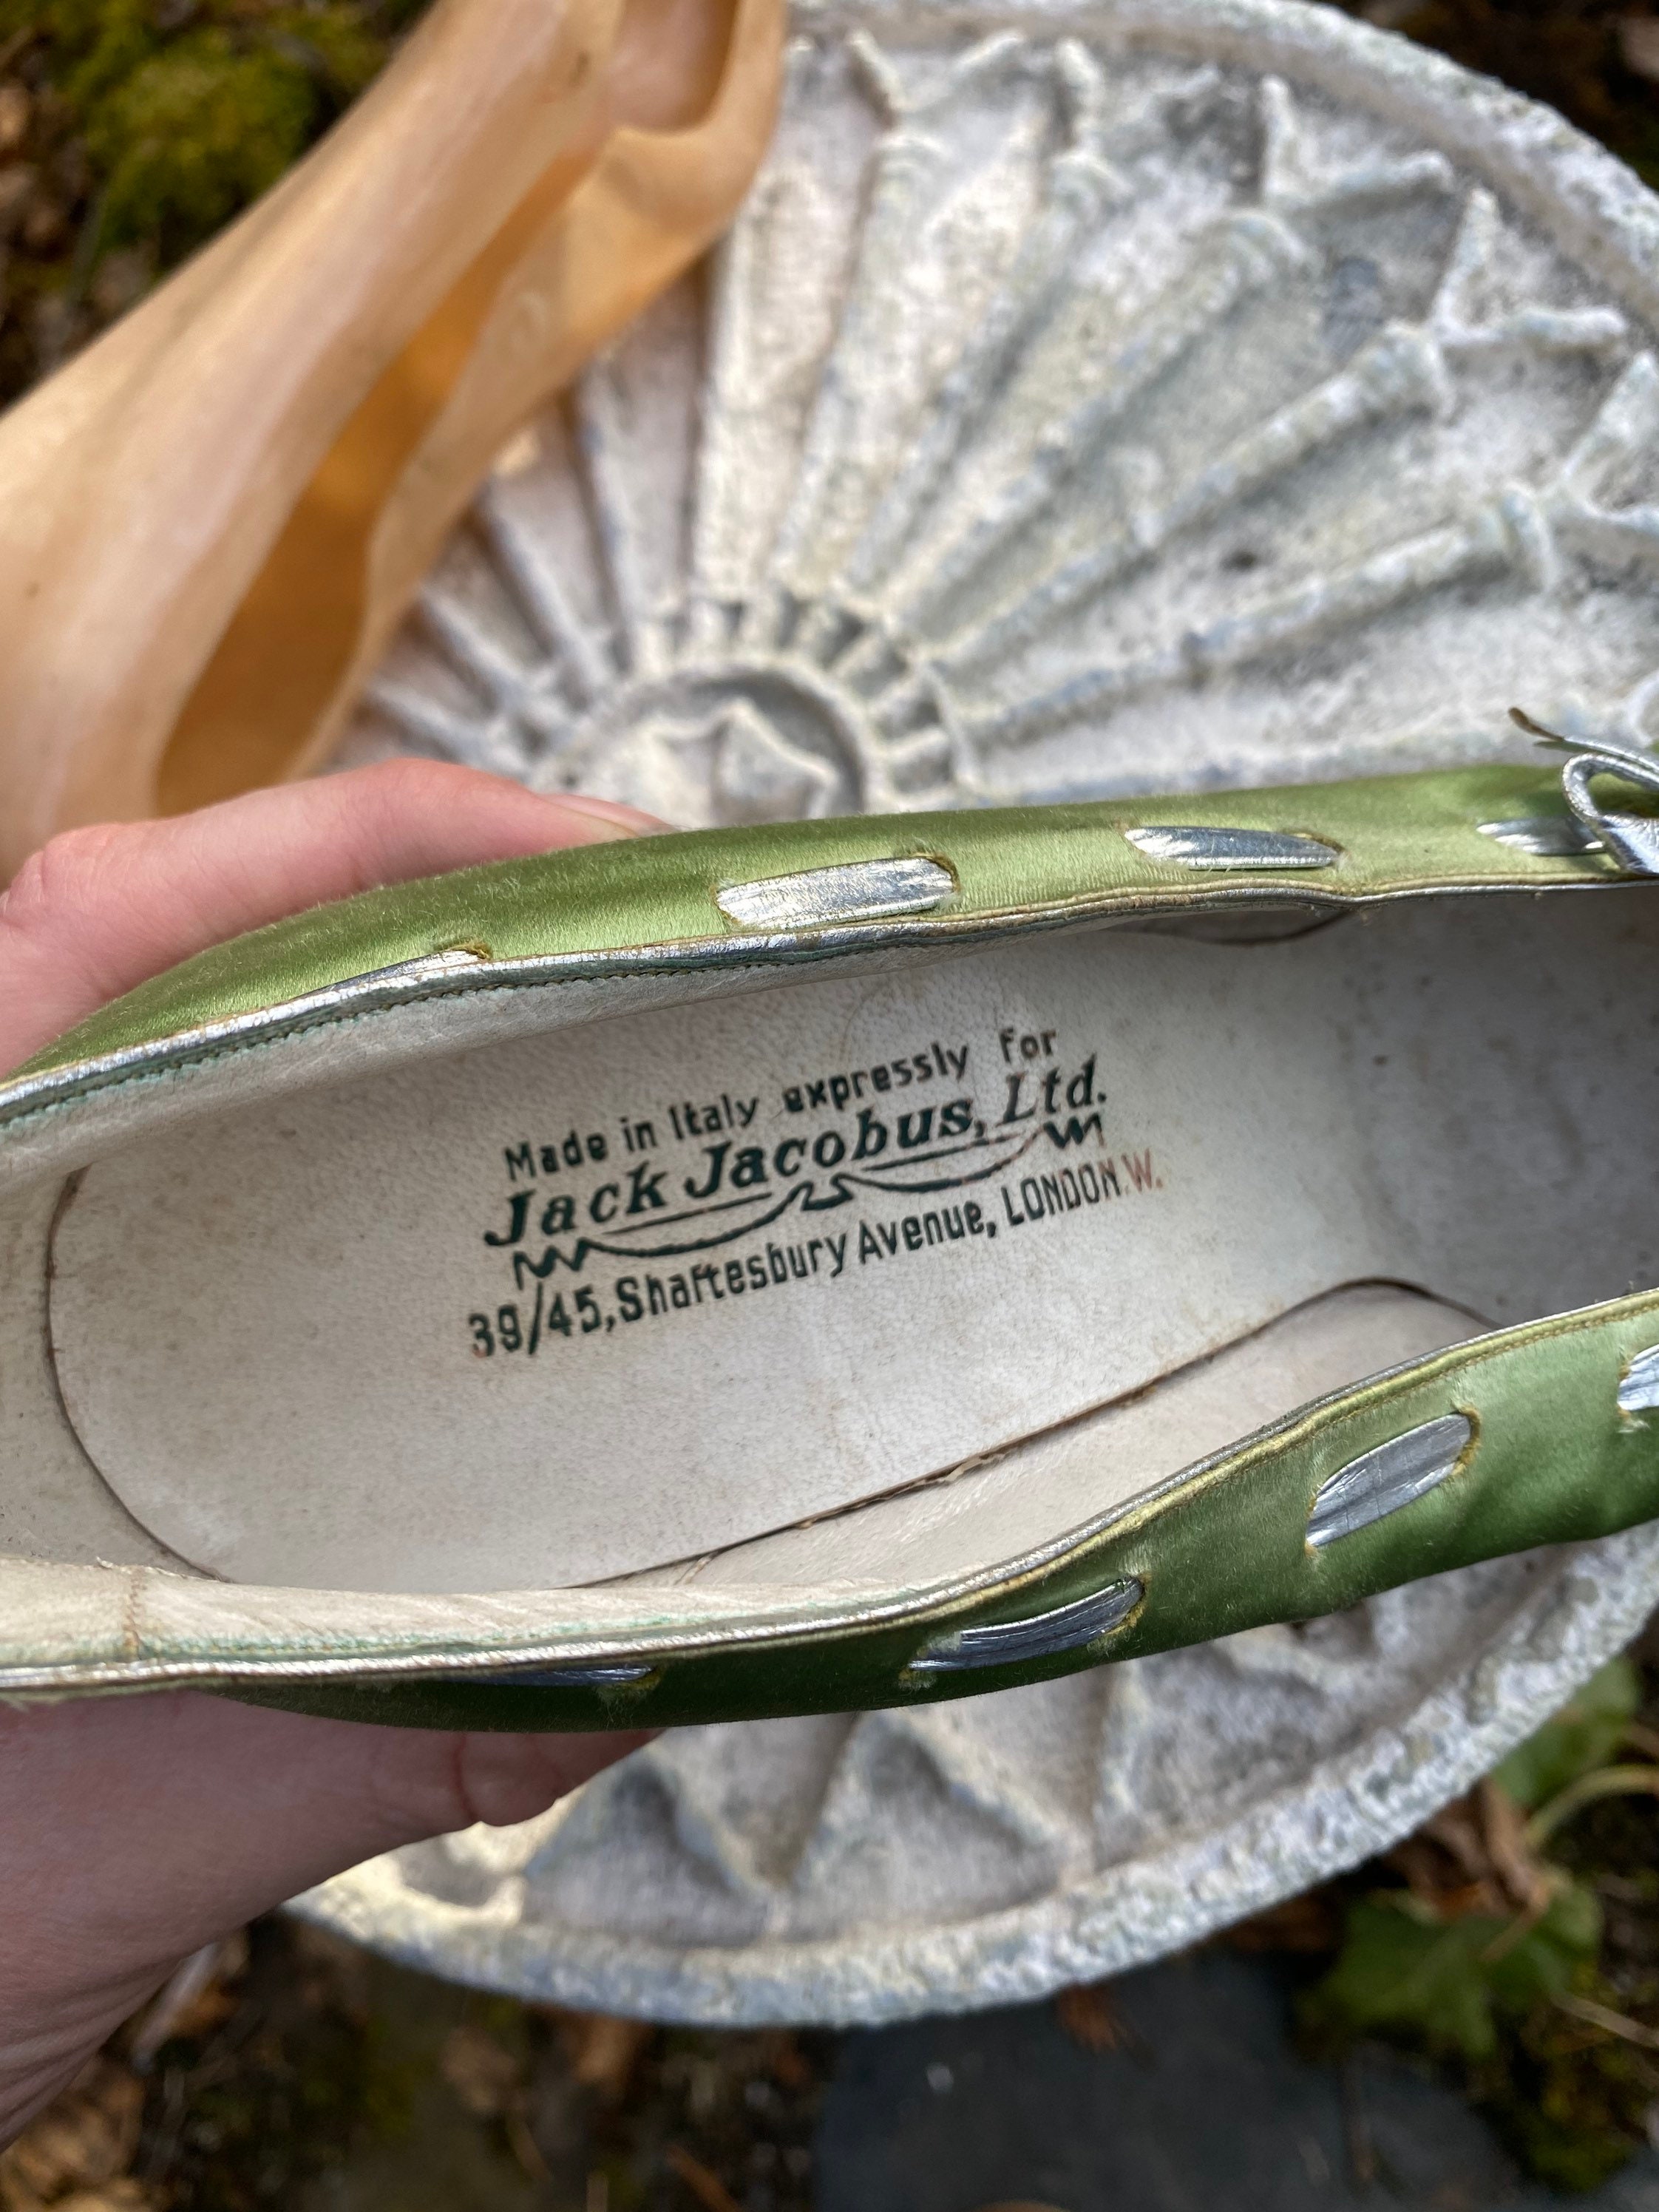 Made in Italy expressly for
Jack Jacobus, Ltd.
39/45, Shaftesbury Avenue, LONDON.W.